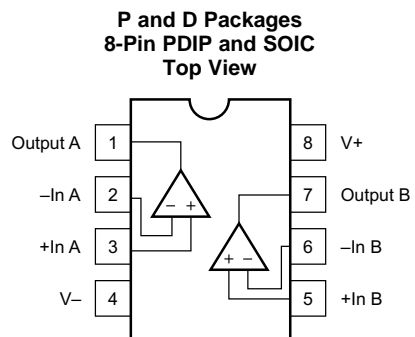 P and D Packages
8-Pin PDIP and SOIC
Top View
Output A 1 8 V+
–In A 2 7 Output B
– +
+In A 3 6 –In B
+ –
V– 4 5 +In B